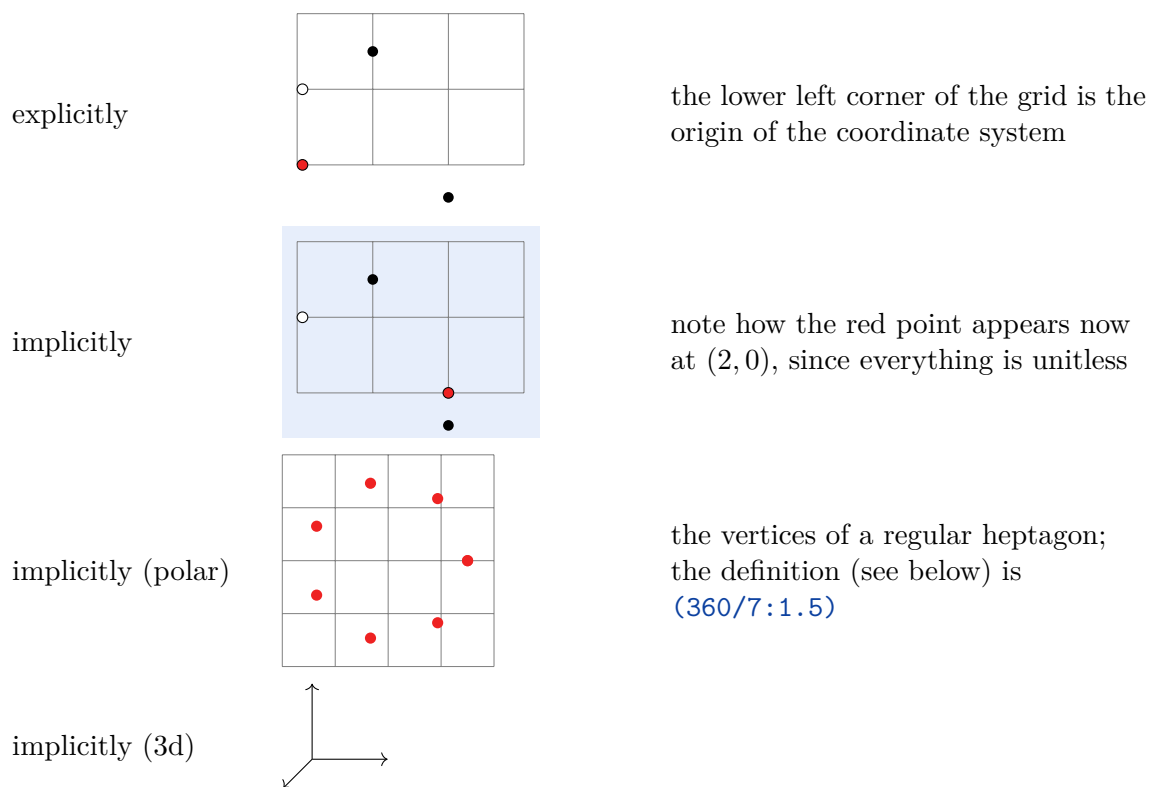 explicitly
the lower left corner of the grid is the
origin of the coordinate system
implicitly
note how the red point appears now
at (2, 0), since everything is unitless
implicitly (polar)
the vertices of a regular heptagon;
the definition (see below) is
(360/7:1.5)
implicitly (3d)